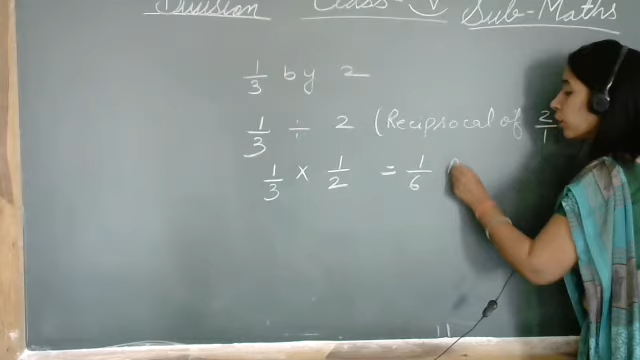 Division Class-V Sub-Maths
1/3 by 2
1/3 ÷ 2 (Reciprocal of 2/1
1/3 × 1/2 = 1/6